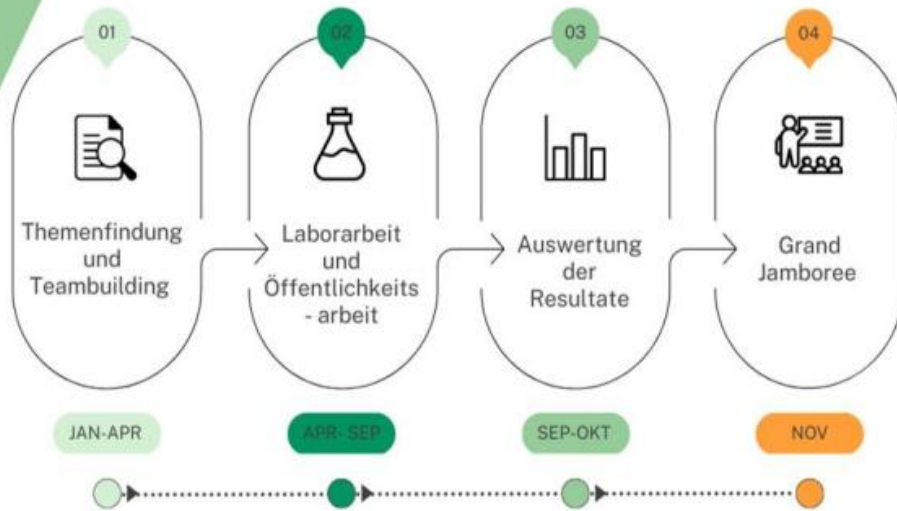 01
02
03
04
Themenfindung
und
Teambuilding
Laborarbeit
und
Öffentlichkeits
- arbeit
Auswertung
der
Resultate
Grand
Jamboree
JAN-APR
APR- SEP
SEP-OKT
NOV